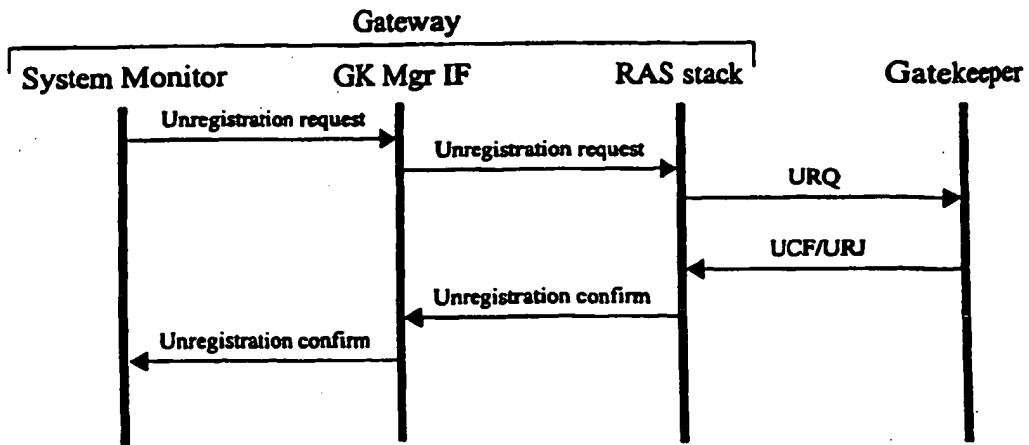 Gateway
System Monitor
GK Mgr IF
RAS stack
Gatekeeper
Unregistration request
Unregistration request
URQ
UCF/URJ
Unregistration confirm
Unregistration confirm